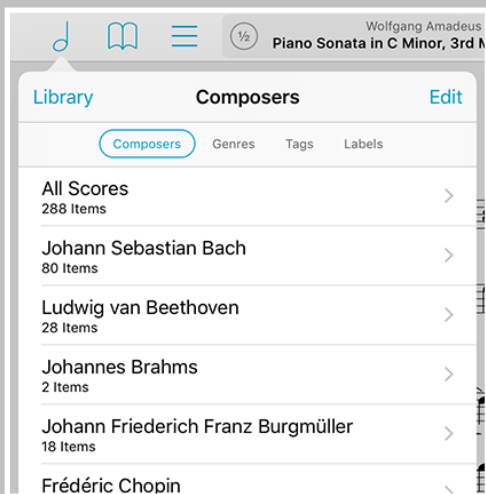 ½
Wolfgang Amadeus
Piano Sonata in C Minor, 3rd
Library Composers Edit
Composers Genres Tags Labels
All Scores
288 Items
Johann Sebastian Bach
80 Items
Ludwig van Beethoven
28 Items
Johannes Brahms
2 Items
Johann Friederich Franz Burgmüller
18 Items
Frédéric Chopin